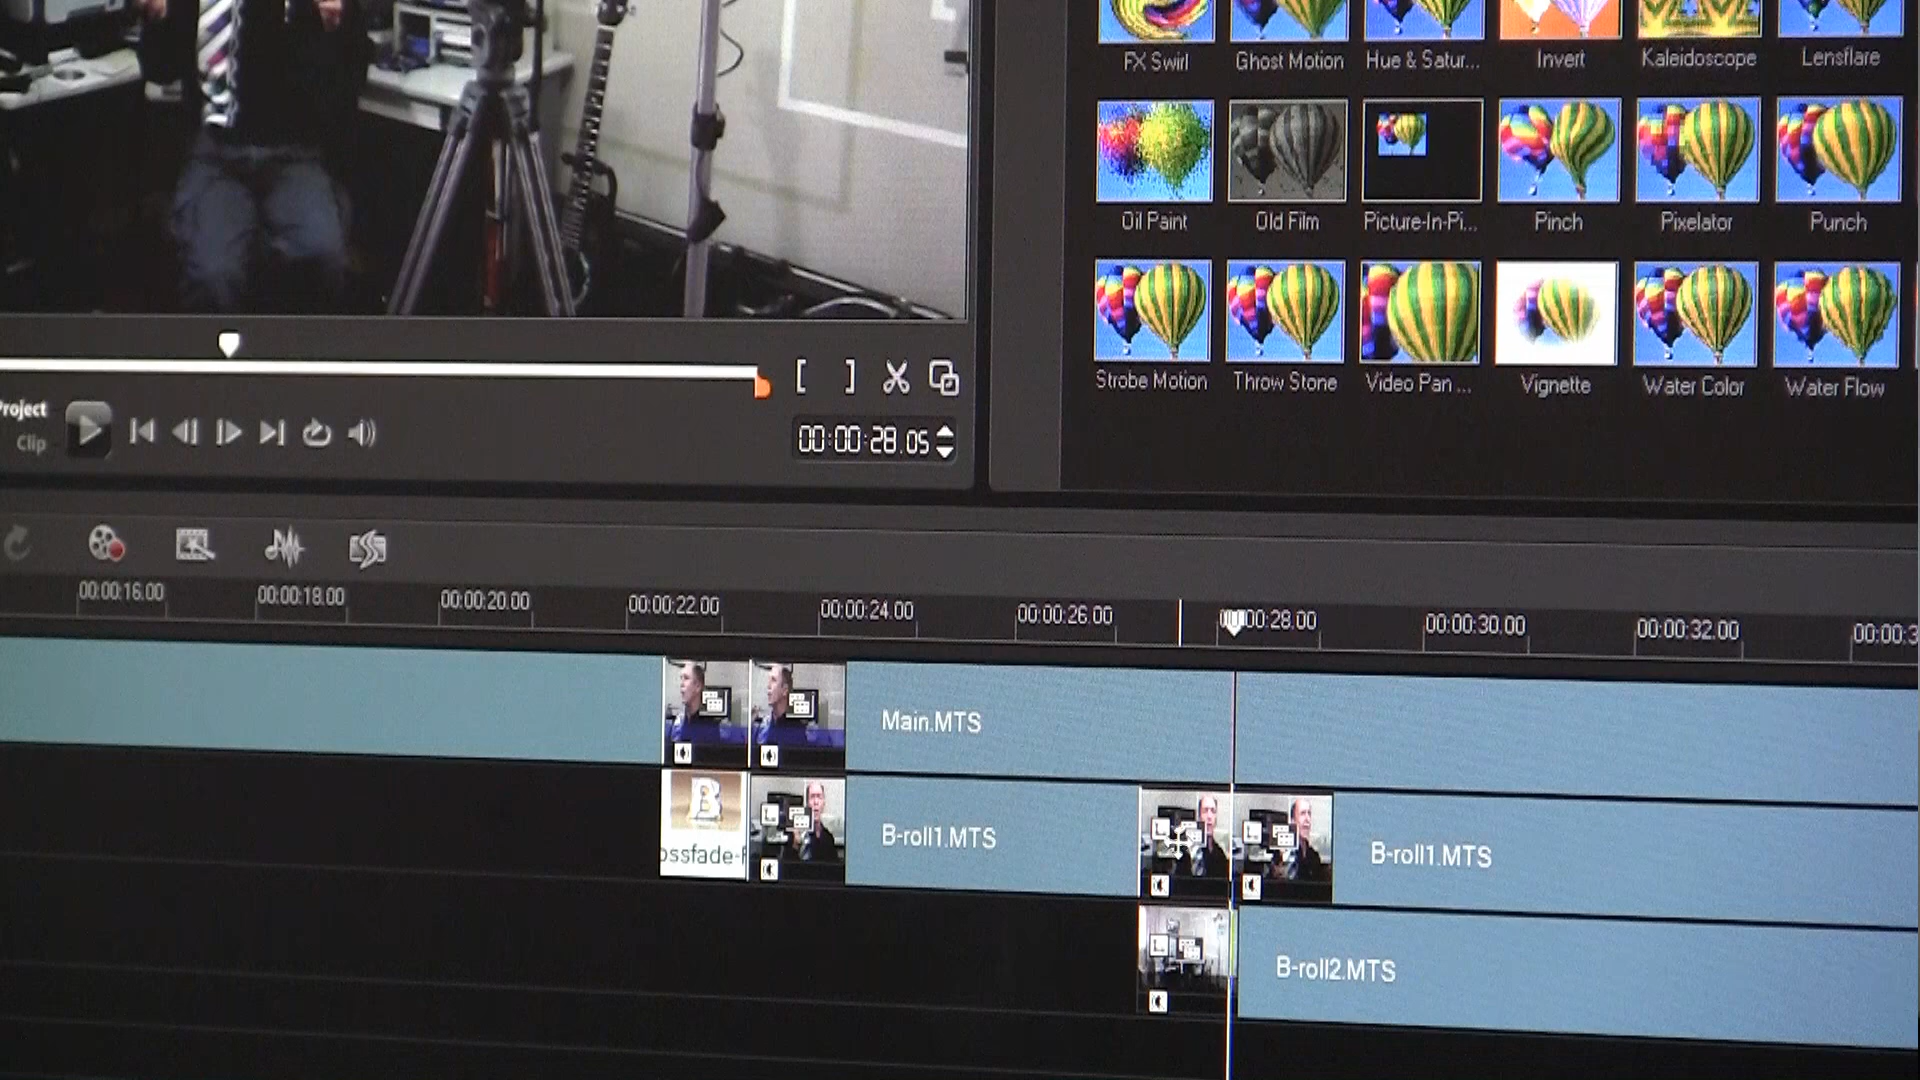 FX Swirl
Ghost Motion
Hue & Satur...
Invert
Kaleidoscope
Lensflare
Oil Paint
Old Film
Picture-In-Pi...
Pinch
Pixelator
Punch
Strobe Motion
Throw Stone
Video Pan ...
Vignette
Water Color
Water Flow
Project
Clip
00:00:28.05
00:00:16.00
00:00:18.00
00:00:20.00
00:00:22.00
00:00:24.00
00:00:26.00
00:28.00
00:00:30.00
00:00:32.00
00:00:3
Main.MTS
B
ossfade-F
B-roll1.MTS
B-roll1.MTS
B-roll2.MTS